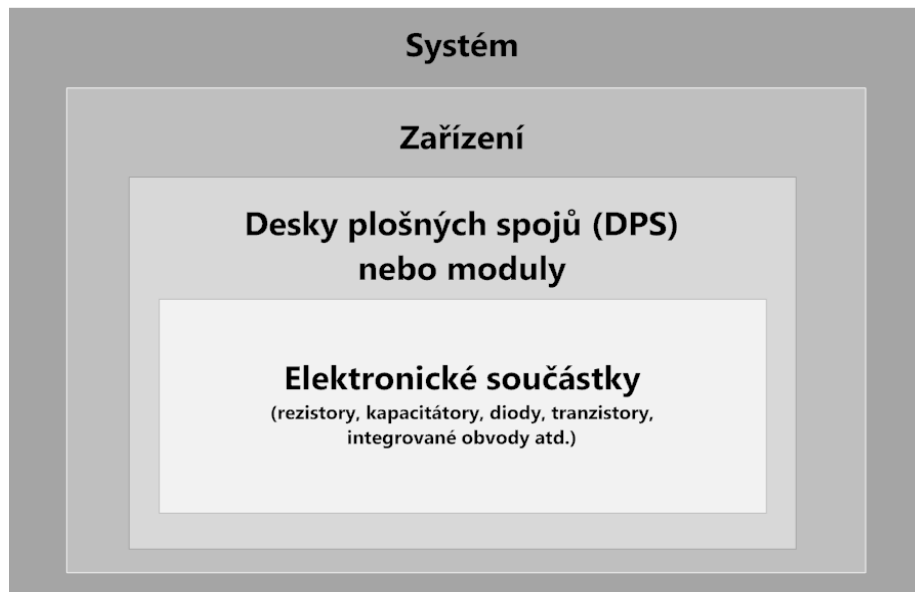 Systém
Zařízení
Desky plošných spojů (DPS)
nebo moduly
Elektronické součástky
(rezistory, kapacitátory, diody, tranzistory,
integrované obvody atd.)